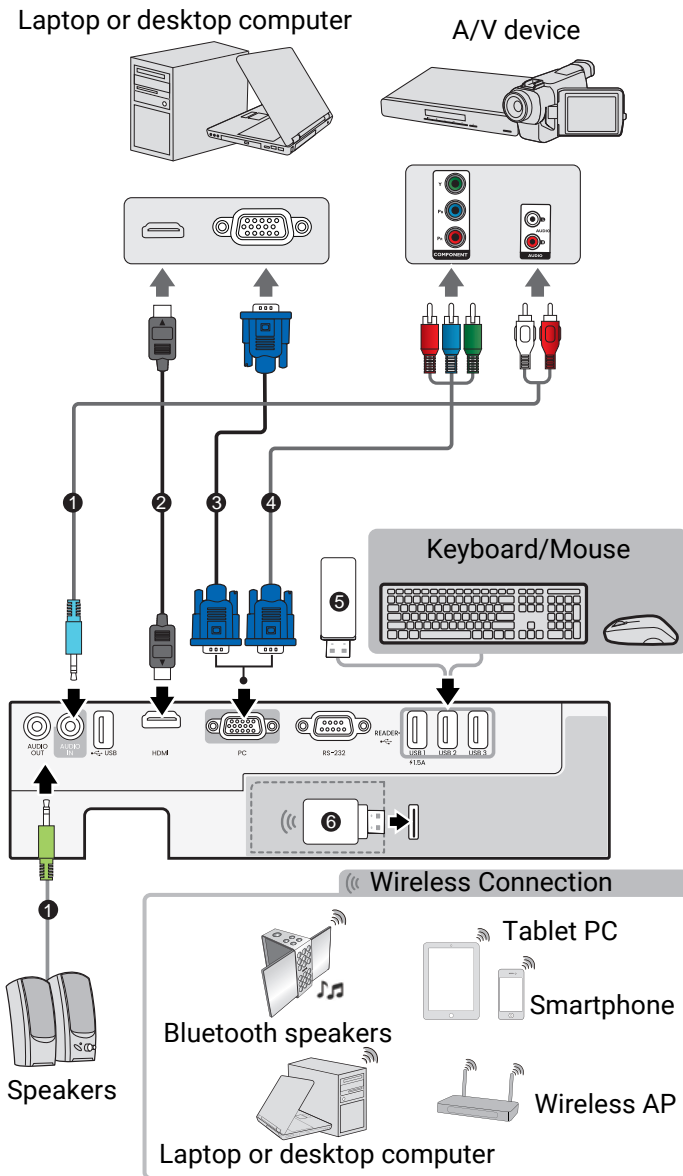 Laptop or desktop computer
A/V device
Y
PB
PR
COMPONENT
AUDIO
AUDIO
1
2
3
4
5
Keyboard/Mouse
AUDIO
OUT
AUDIO
IN
USB
HDMI
PC
RS-232
READER
USB 1
USB 2
USB 3
1.5A
6
1
Wireless Connection
Speakers
Bluetooth speakers
Tablet PC
Smartphone
Laptop or desktop computer
Wireless AP